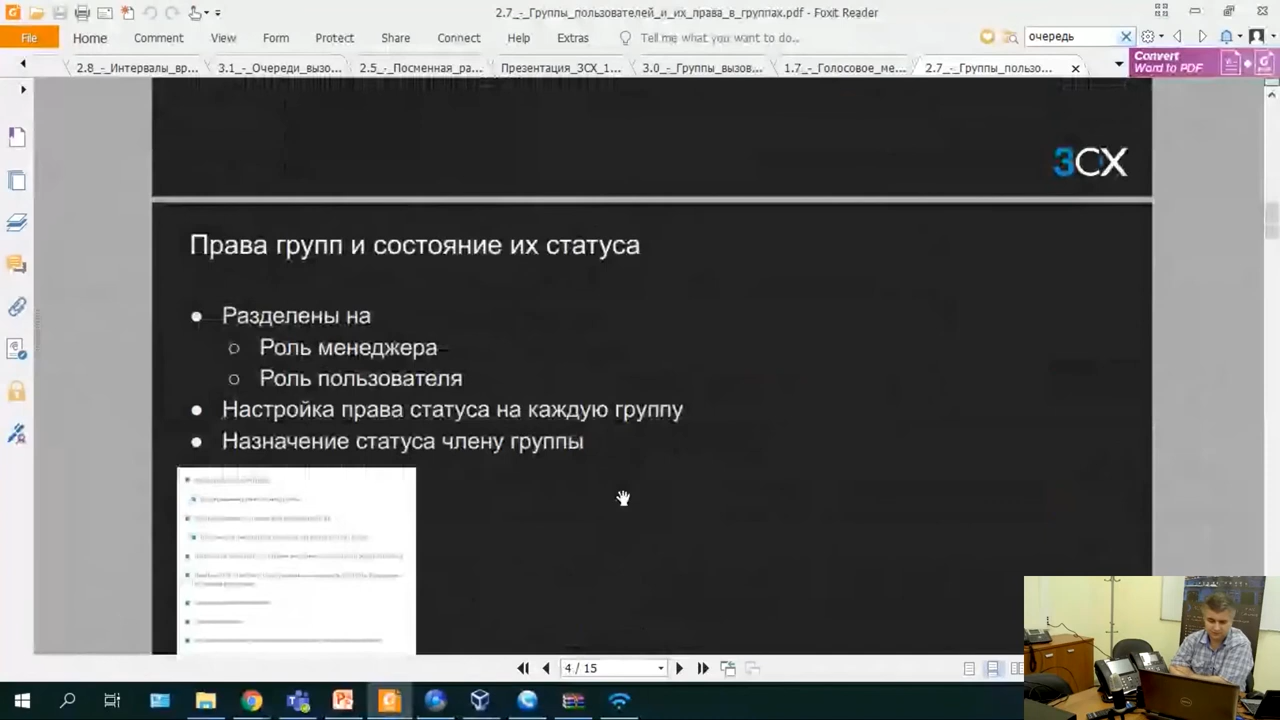 2.7_-_Группы_пользователей_и_их_права_в_группах.pdf - Foxit Reader
File Home Comment View Form Protect Share Connect Help Extras Tell me what you want to do... очередь
2.8_-_Интервалы_вр... 3.1_-_Очереди_вызо... 2.5_-_Посменная_гра... Презентация_3CX_1... 3.0_-_Группы_вызов... 1.7_-_Голосовое_ме... 2.7_-_Группы_пользо...
Convert
Word to PDF
3CX
Права групп и состояние их статуса
● Разделены на
○ Роль менеджера
○ Роль пользователя
● Настройка права статуса на каждую группу
● Назначение статуса члену группы
4 / 15